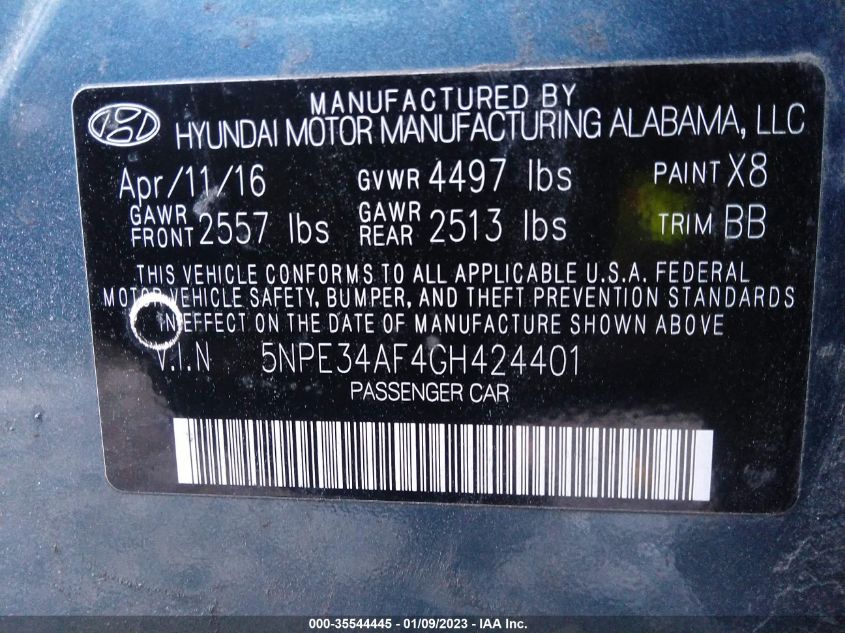 MANUFACTURED BY
HYUNDAI MOTOR MANUFACTURING ALABAMA, LLC
Apr/11/16 GVWR 4497 lbs PAINT X8
GAWR FRONT 2557 lbs GAWR REAR 2513 lbs TRIM BB
THIS VEHICLE CONFORMS TO ALL APPLICABLE U.S.A. FEDERAL
MOTOR VEHICLE SAFETY, BUMPER, AND THEFT PREVENTION STANDARDS
IN EFFECT ON THE DATE OF MANUFACTURE SHOWN ABOVE
V.I.N 5NPE34AF4GH424401
PASSENGER CAR
000-35544445 - 01/09/2023 - IAA Inc.